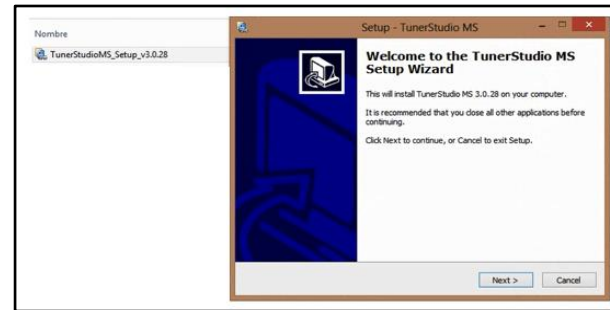 Nombre
TunerStudioMS_Setup_v3.0.28
Setup - TunerStudio MS
Welcome to the TunerStudio MS
Setup Wizard
This will install TunerStudio MS 3.0.28 on your computer.
It is recommended that you close all other applications before
continuing.
Click Next to continue, or Cancel to exit Setup.
Next >
Cancel